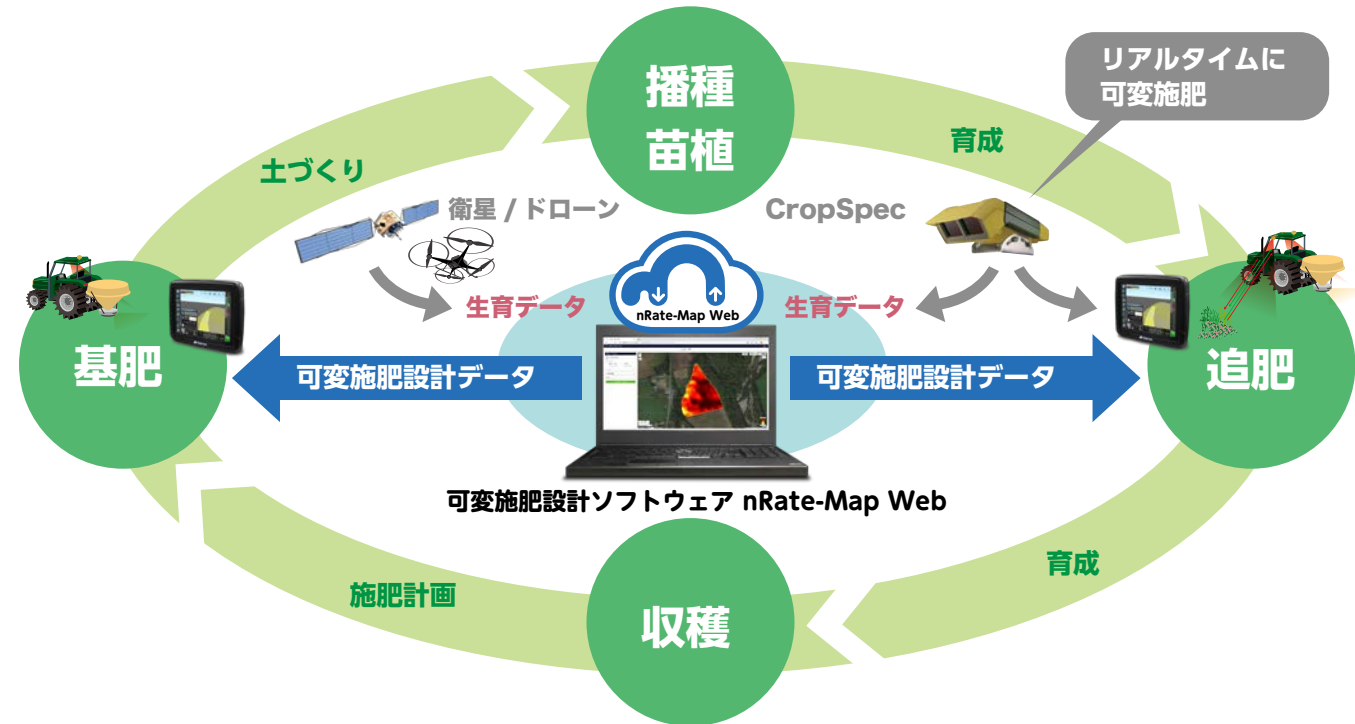 播種
苗植
リアルタイムに
可変施肥
育成
土づくり
衛星 / ドローン
CropSpec
生育データ
nRate-Map Web
生育データ
基肥
可変施肥設計データ
可変施肥設計データ
追肥
可変施肥設計ソフトウェア nRate-Map Web
育成
施肥計画
収穫